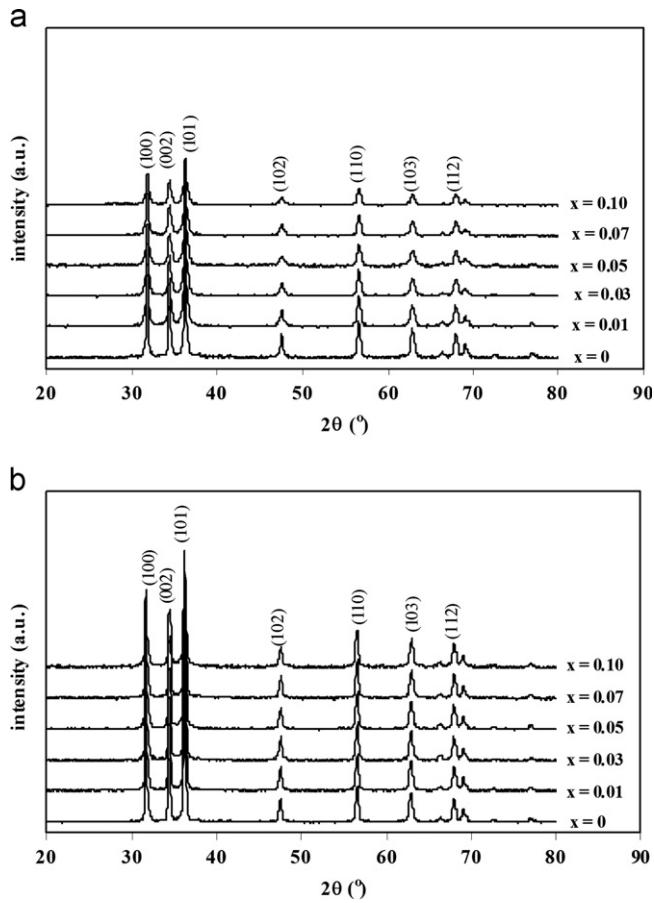 a
intensity (a.u.)
(100)
(002)
(101)
(102)
(110)
(103)
(112)
x = 0.10
x = 0.07
x = 0.05
x = 0.03
x = 0.01
x = 0
20 30 40 50 60 70 80 90
2θ (º)
b
intensity (a.u.)
(100)
(002)
(101)
(102)
(110)
(103)
(112)
x = 0.10
x = 0.07
x = 0.05
x = 0.03
x = 0.01
x = 0
20 30 40 50 60 70 80 90
2θ (º)